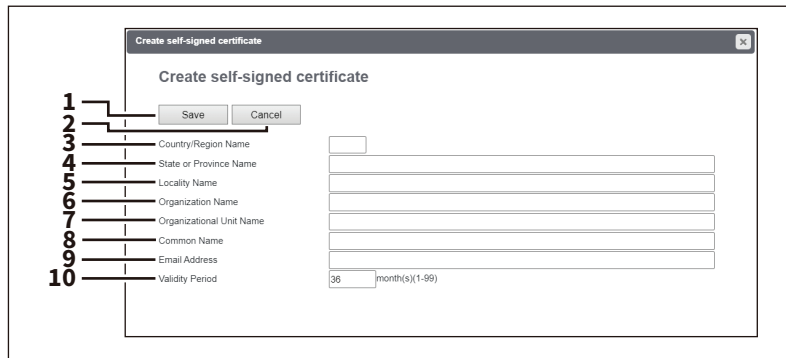 Create self-signed certificate
Create self-signed certificate
1
Save Cancel
2
3 Country/Region Name
4 State or Province Name
5 Locality Name
6 Organization Name
7 Organizational Unit Name
8 Common Name
9 Email Address
10 Validity Period 36 month(s)(1-99)